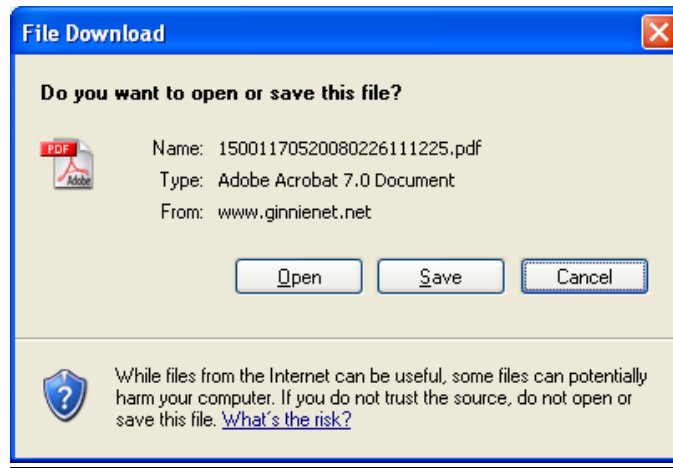 File Download
Do you want to open or save this file?
PDF
Adobe
Name: 15001170520080226111225.pdf
Type: Adobe Acrobat 7.0 Document
From: www.ginnienet.net
Open Save Cancel
While files from the Internet can be useful, some files can potentially
harm your computer. If you do not trust the source, do not open or
save this file. What's the risk?